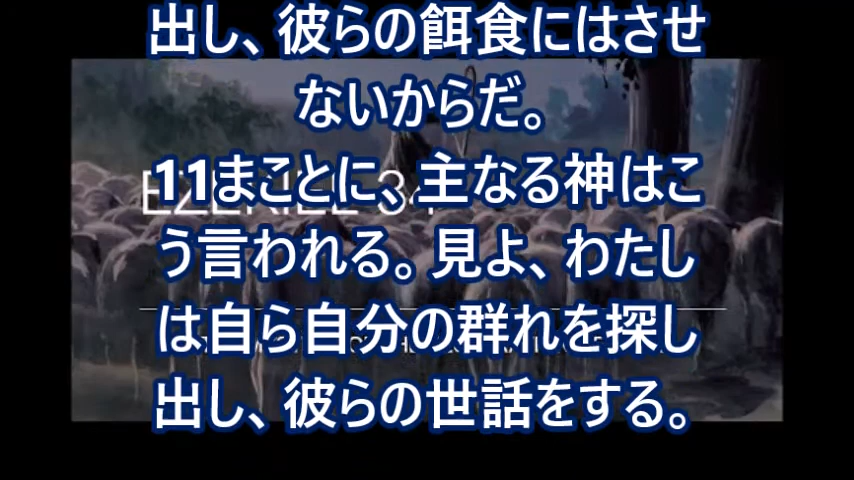 出し、彼らの餌食にはさせ
ないからだ。
11まことに、主なる神はこ
EZEKIEL 34
う言われる。見よ、わたし
は自ら自分の群れを探し
出し、彼らの世話をする。